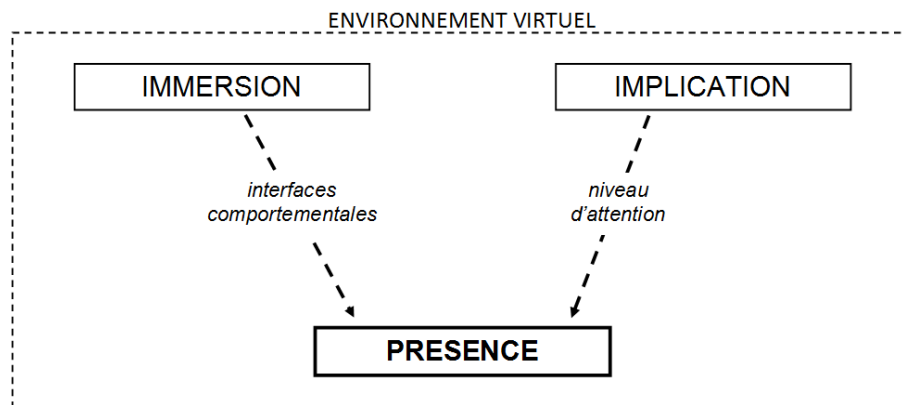 ENVIRONNEMENT VIRTUEL
IMMERSION
IMPLICATION
interfaces
comportementales
niveau
d'attention
PRESENCE